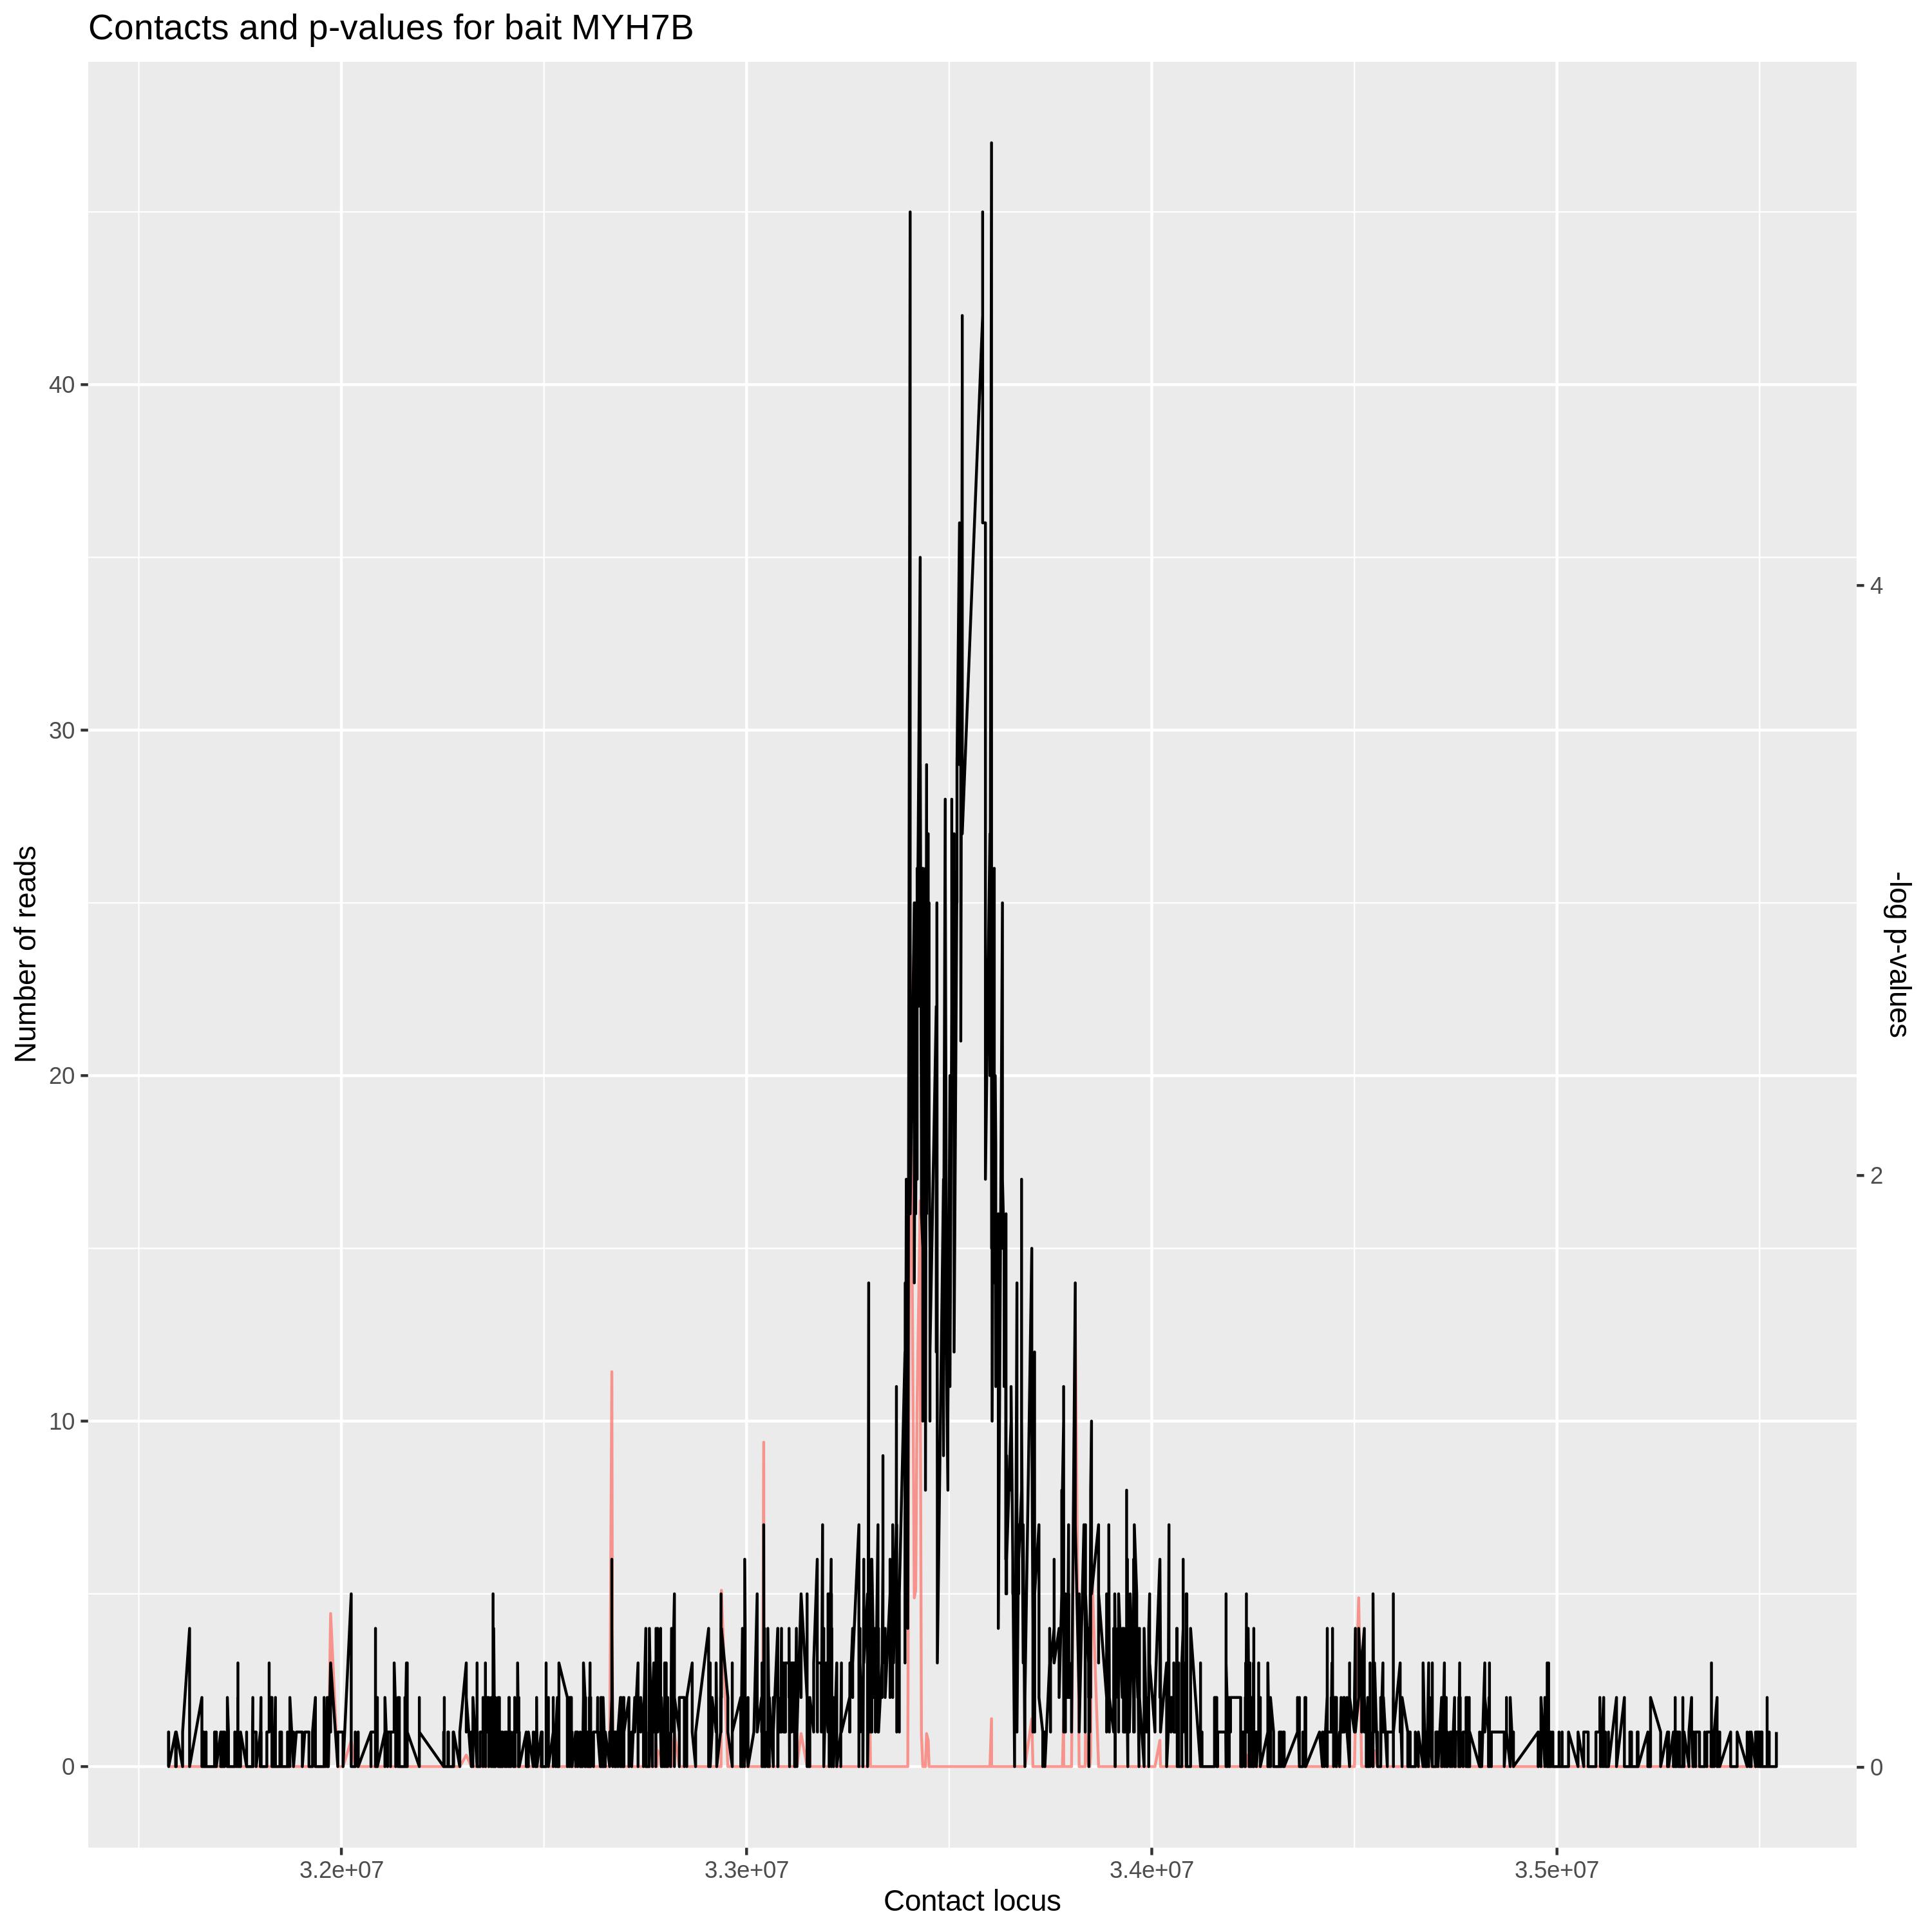 Contacts and p-values for bait MYH7B
40
30
20
10
0
Number of reads
4
2
0
-log p-values
3.2e+07 3.3e+07 3.4e+07 3.5e+07
Contact locus